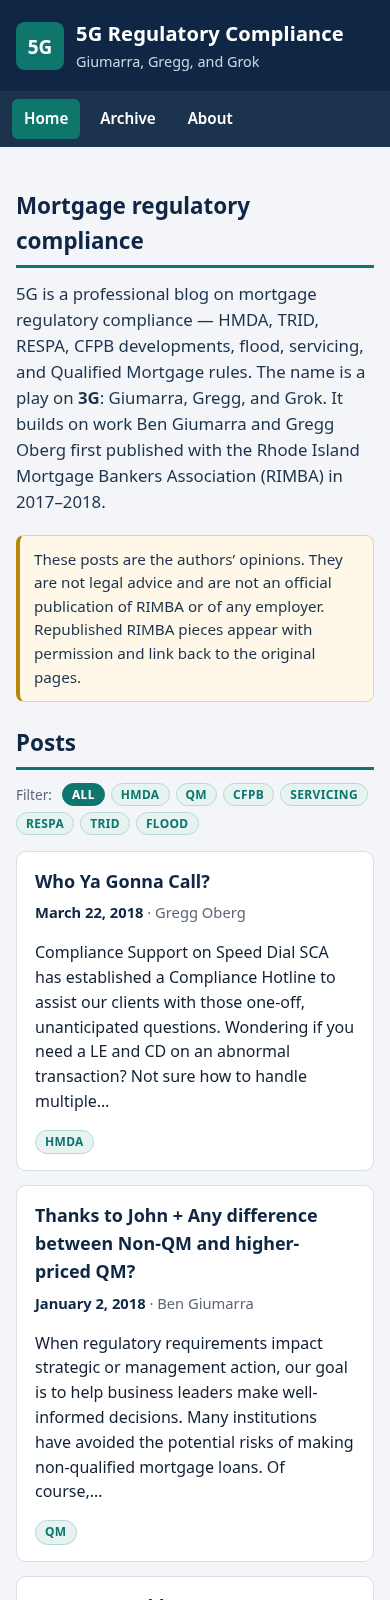 5G
5G Regulatory Compliance
Giumarra, Gregg, and Grok
Home Archive About
Mortgage regulatory
compliance
5G is a professional blog on mortgage
regulatory compliance — HMDA, TRID,
RESPA, CFPB developments, flood, servicing,
and Qualified Mortgage rules. The name is a
play on 3G: Giumarra, Gregg, and Grok. It
builds on work Ben Giumarra and Gregg
Oberg first published with the Rhode Island
Mortgage Bankers Association (RIMBA) in
2017–2018.
These posts are the authors’ opinions. They
are not legal advice and are not an official
publication of RIMBA or of any employer.
Republished RIMBA pieces appear with
permission and link back to the original
pages.
Posts
Filter: ALL HMDA QM CFPB SERVICING
RESPA TRID FLOOD
Who Ya Gonna Call?
March 22, 2018 · Gregg Oberg
Compliance Support on Speed Dial SCA
has established a Compliance Hotline to
assist our clients with those one-off,
unanticipated questions. Wondering if you
need a LE and CD on an abnormal
transaction? Not sure how to handle
multiple...
HMDA
Thanks to John + Any difference
between Non-QM and higher-
priced QM?
January 2, 2018 · Ben Giumarra
When regulatory requirements impact
strategic or management action, our goal
is to help business leaders make well-
informed decisions. Many institutions
have avoided the potential risks of making
non-qualified mortgage loans. Of
course,...
QM